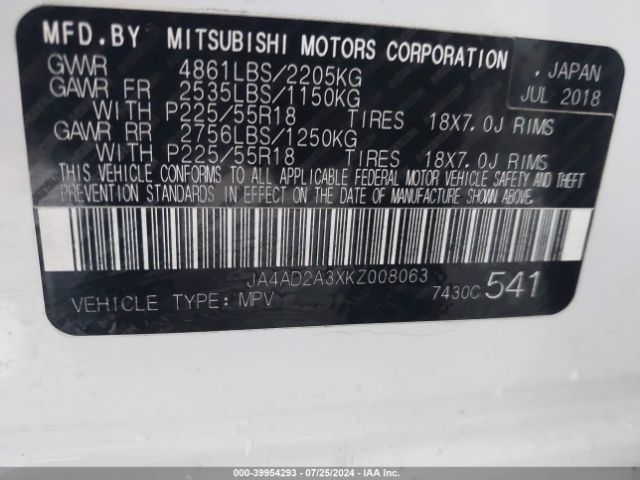 MFD.BY MITSUBISHI MOTORS CORPORATION
GVWR 4861LBS/2205KG , JAPAN
GAWR FR 2535LBS/1150KG JUL 2018
WITH P225/55R18 TIRES 18X7.0J RIMS
GAWR RR 2756LBS/1250KG
WITH P225/55R18 TIRES 18X7.0J RIMS
THIS VEHICLE CONFORMS TO ALL APPLICABLE FEDERAL MOTOR VEHICLE SAFETY AND THEFT
PREVENTION STANDARDS IN EFFECT ON THE DATE OF MANUFACTURE SHOWN ABOVE.
JA4AD2A3XKZ008063
VEHICLE TYPE: MPV 7430C 541
000-39954293 - 07/25/2024 - IAA Inc.